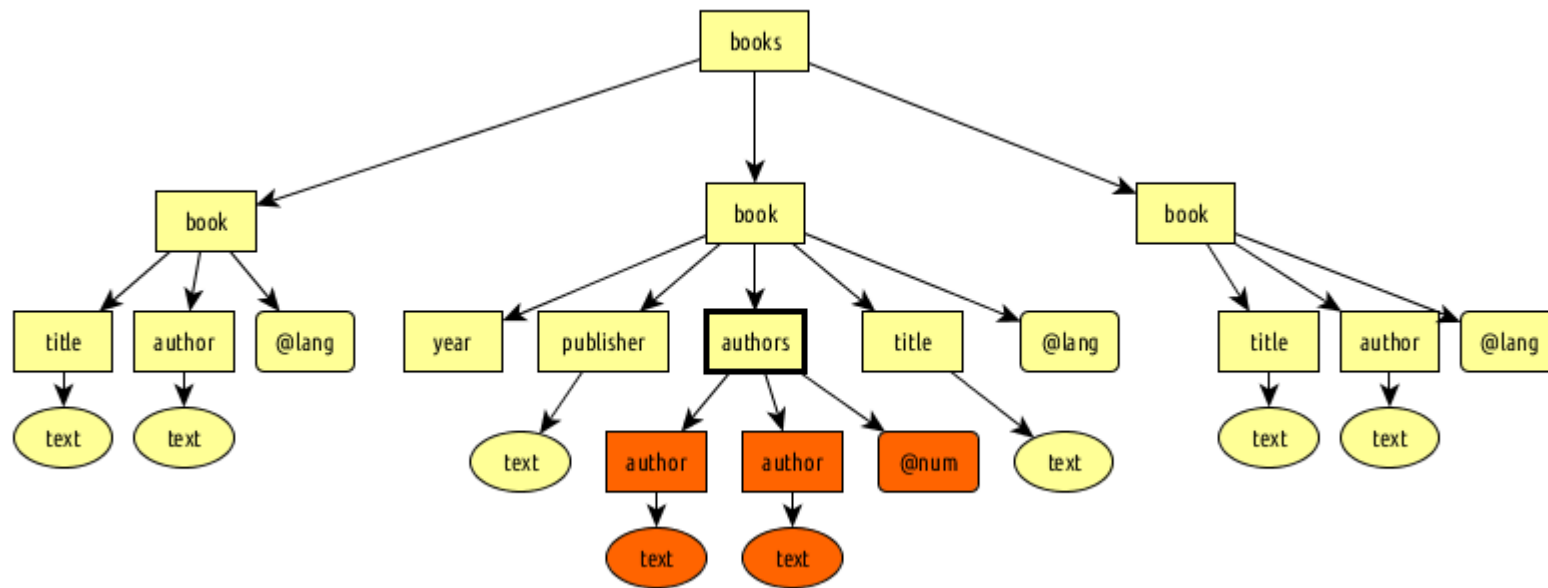 books
book
book
book
title
author
@lang
year
publisher
authors
title
@lang
title
author
@lang
text
text
text
author
author
@num
text
text
text
text
text